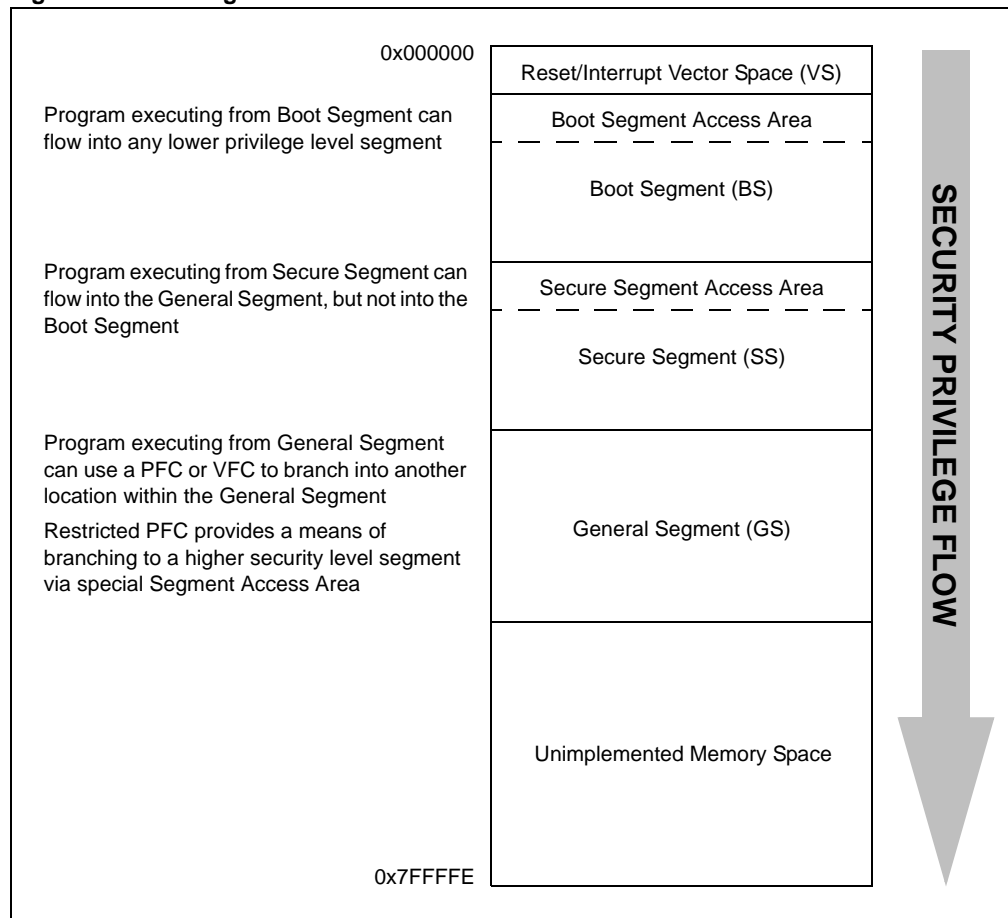 0x000000
Reset/Interrupt Vector Space (VS)
Program executing from Boot Segment can
flow into any lower privilege level segment
Boot Segment Access Area
Boot Segment (BS)
Program executing from Secure Segment can
flow into the General Segment, but not into the
Boot Segment
Secure Segment Access Area
Secure Segment (SS)
Program executing from General Segment
can use a PFC or VFC to branch into another
location within the General Segment
Restricted PFC provides a means of
branching to a higher security level segment
via special Segment Access Area
General Segment (GS)
Unimplemented Memory Space
0x7FFFFE
SECURITY PRIVILEGE FLOW